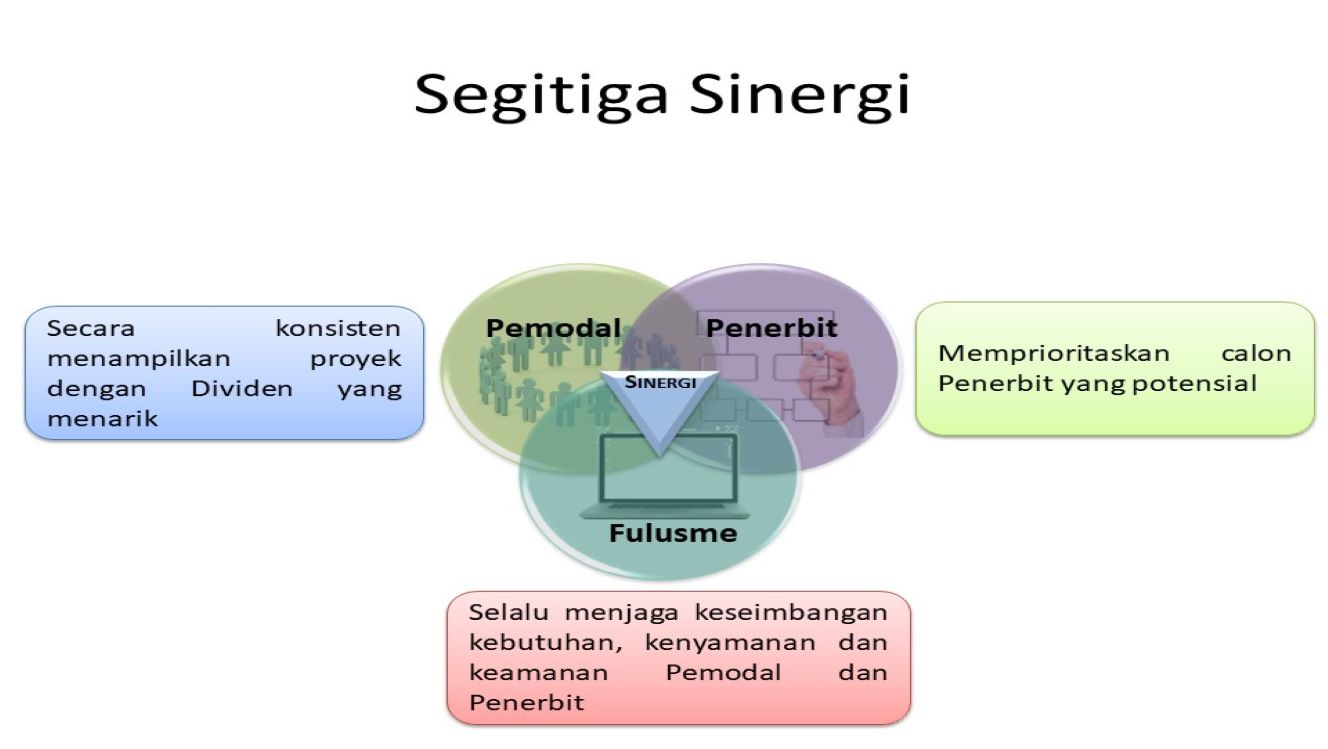 Segitiga Sinergi
Secara konsisten
menampilkan proyek
dengan Dividen yang
menarik
Pemodal
Penerbit
SINERGI
Fulusme
Memprioritaskan calon
Penerbit yang potensial
Selalu menjaga keseimbangan
kebutuhan, kenyamanan dan
keamanan Pemodal dan
Penerbit